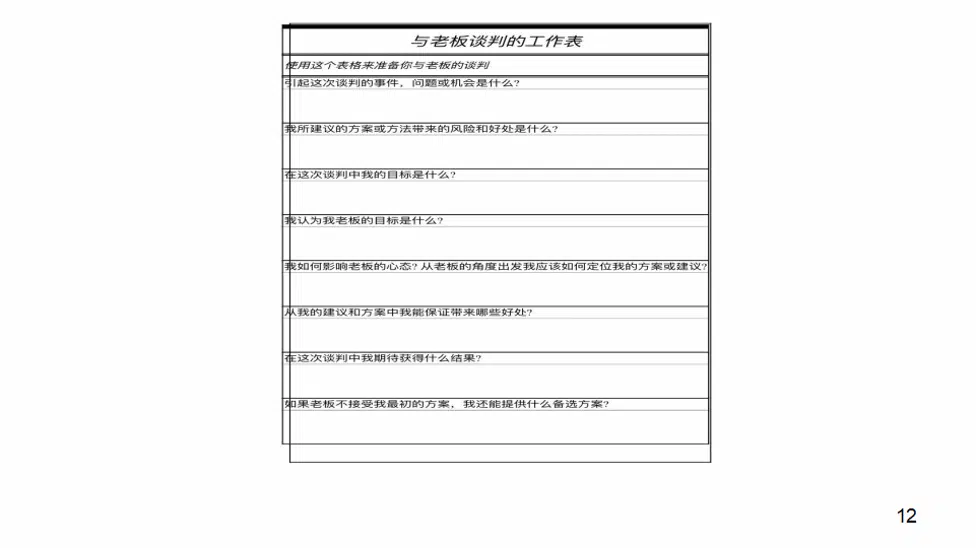 与老板谈判的工作表
使用这个表格来准备你与老板的谈判
引起这次谈判的事件，问题或机会是什么?
我所建议的方案或方法带来的风险和好处是什么?
在这次谈判中我的目标是什么?
我认为我老板的目标是什么?
我如何影响老板的心态? 从老板的角度出发我应该如何定位我的方案或建议?
从我的建议和方案中我能保证带来哪些好处?
在这次谈判中我期待获得什么结果?
如果老板不接受我最初的方案，我还能提供什么备选方案?
12